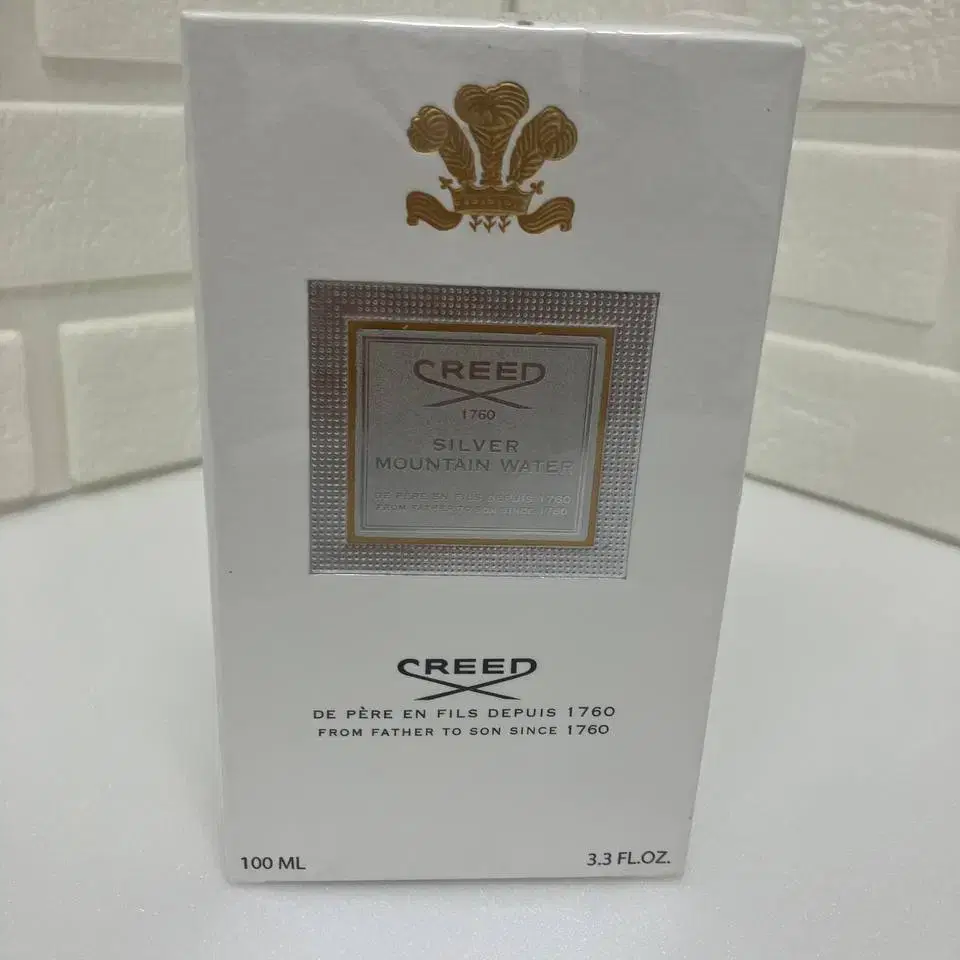 CREED
1760
SILVER
MOUNTAIN WATER
DE PÈRE EN FILS DEPUIS 1760
FROM FATHER TO SON SINCE 1760
CREED
DE PÈRE EN FILS DEPUIS 1760
FROM FATHER TO SON SINCE 1760
100 ML
3.3 FL.OZ.